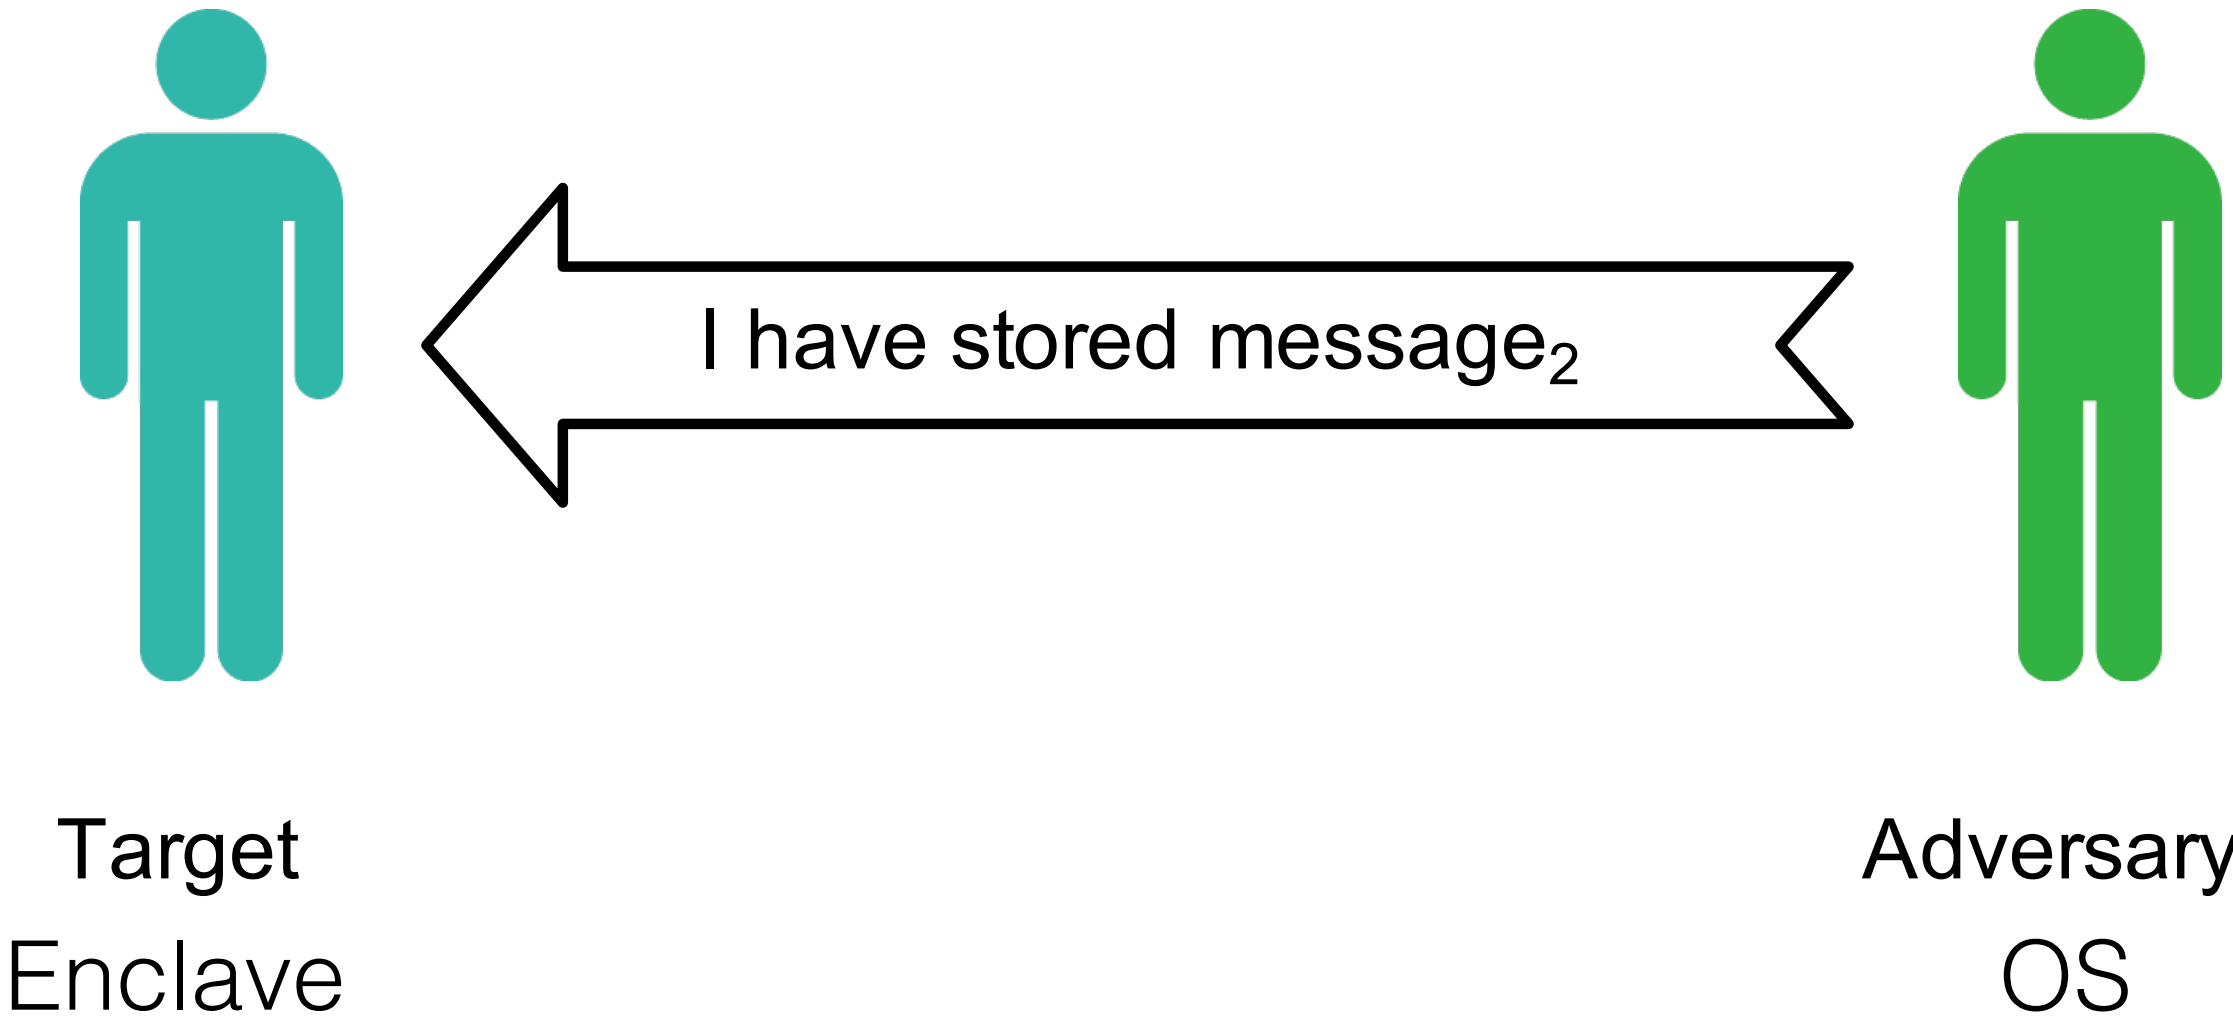 I have stored message₂
Target
Adversary
Enclave
OS